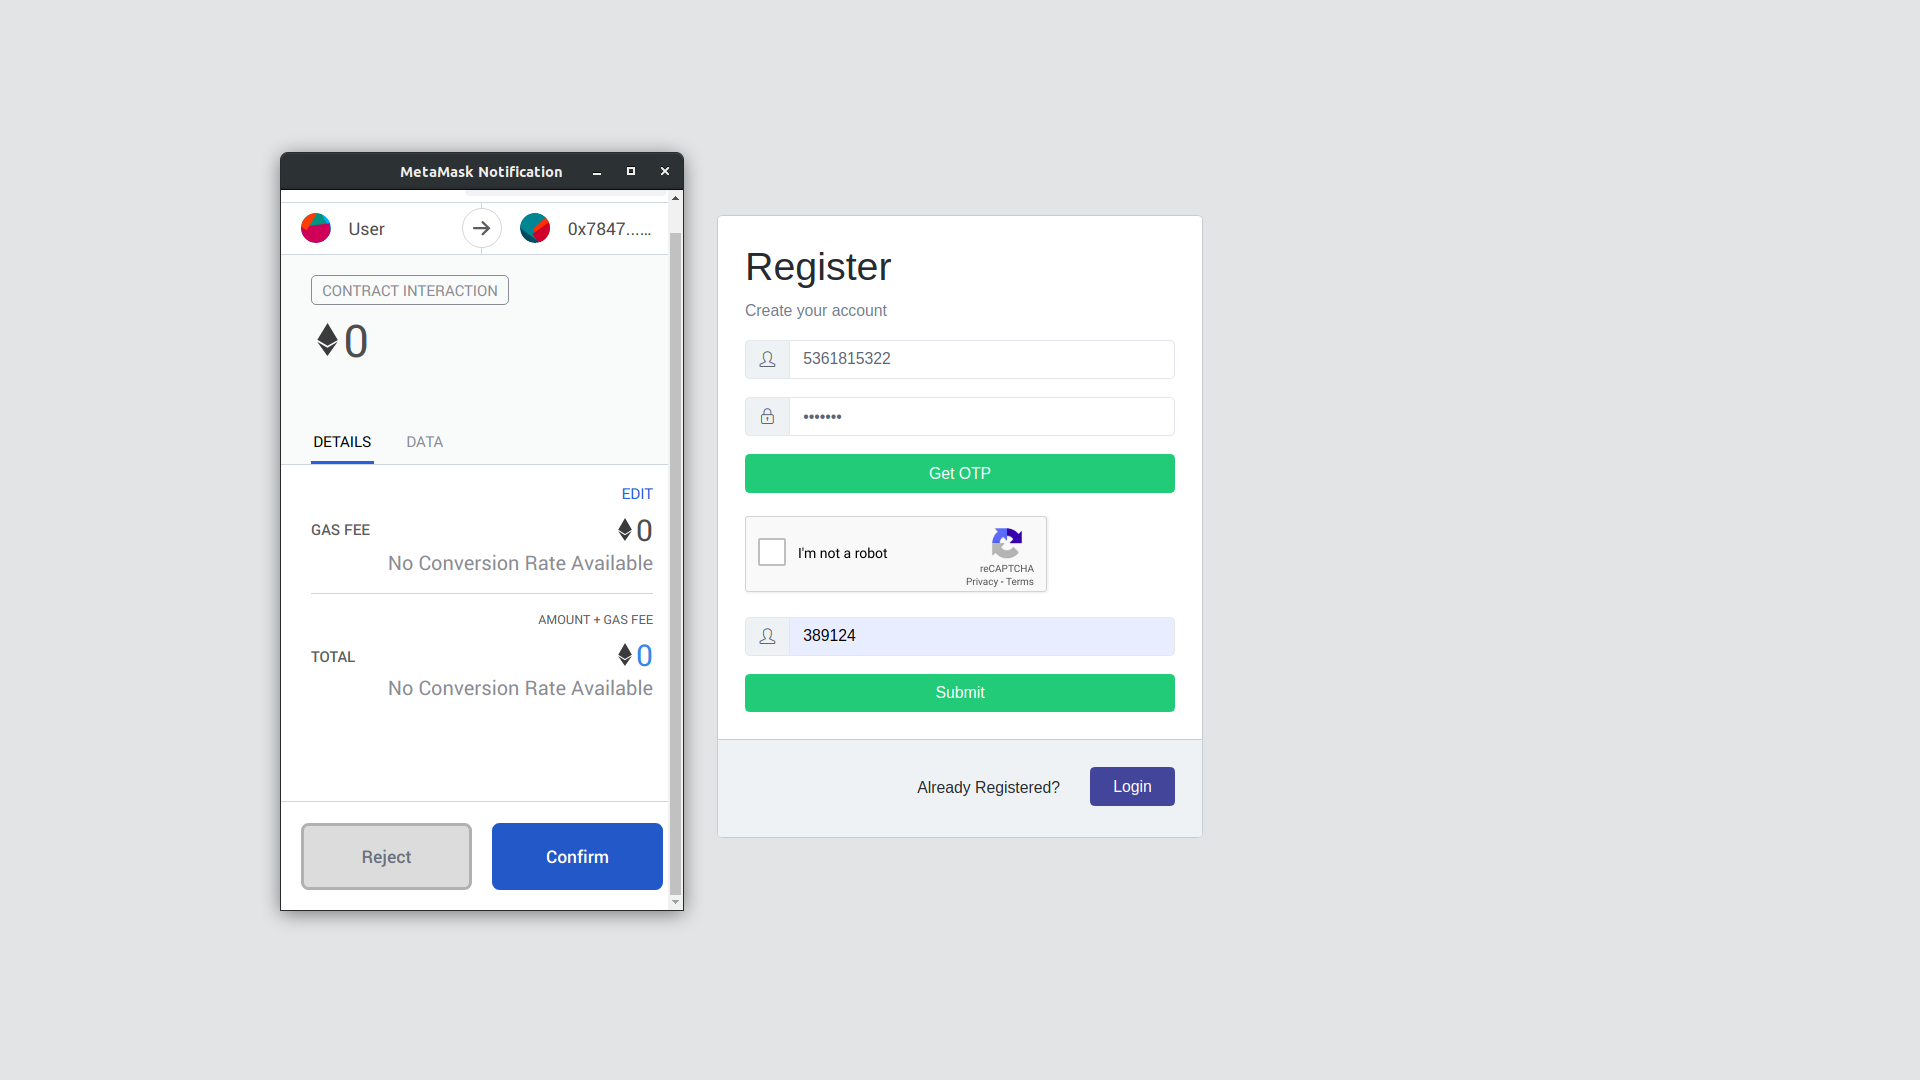 MetaMask Notification
User
0x7847...…
CONTRACT INTERACTION
0
DETAILS
DATA
EDIT
GAS FEE
0
No Conversion Rate Available
AMOUNT + GAS FEE
TOTAL
0
No Conversion Rate Available
Reject
Confirm
Register
Create your account
5361815322
•••••••
Get OTP
I'm not a robot
reCAPTCHA
Privacy - Terms
389124
Submit
Already Registered?
Login